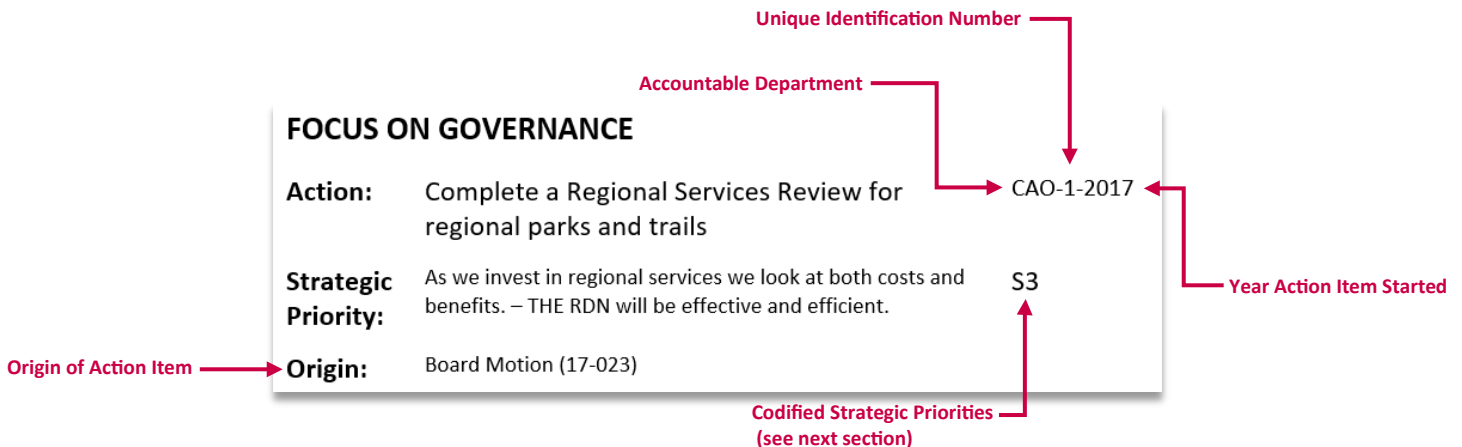 Unique Identification Number
Accountable Department
FOCUS ON GOVERNANCE
Action: Complete a Regional Services Review for CAO-1-2017
regional parks and trails
Strategic As we invest in regional services we look at both costs and S3
Priority: benefits. – THE RDN will be effective and efficient.
Year Action Item Started
Origin of Action Item Origin: Board Motion (17-023)
Codified Strategic Priorities
(see next section)